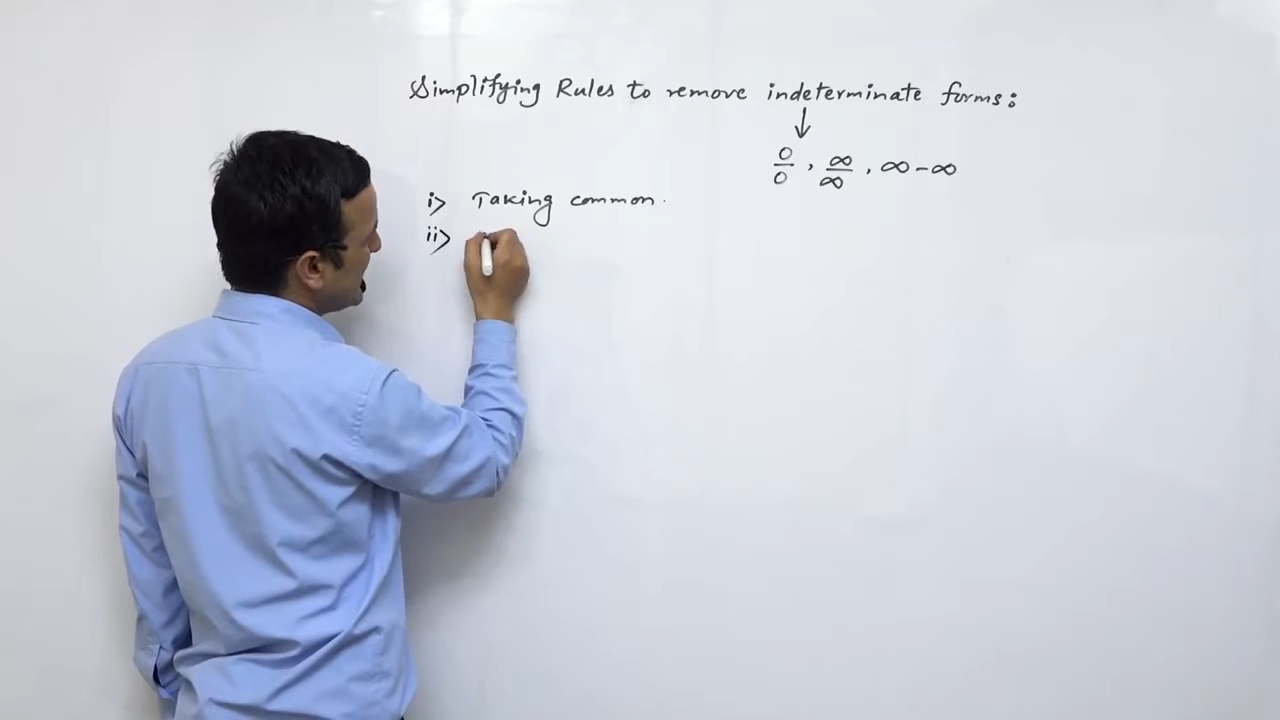 Simplifying Rules to remove indeterminate forms:
↓
0/0, ∞/∞, ∞-∞
i> Taking common.
ii>